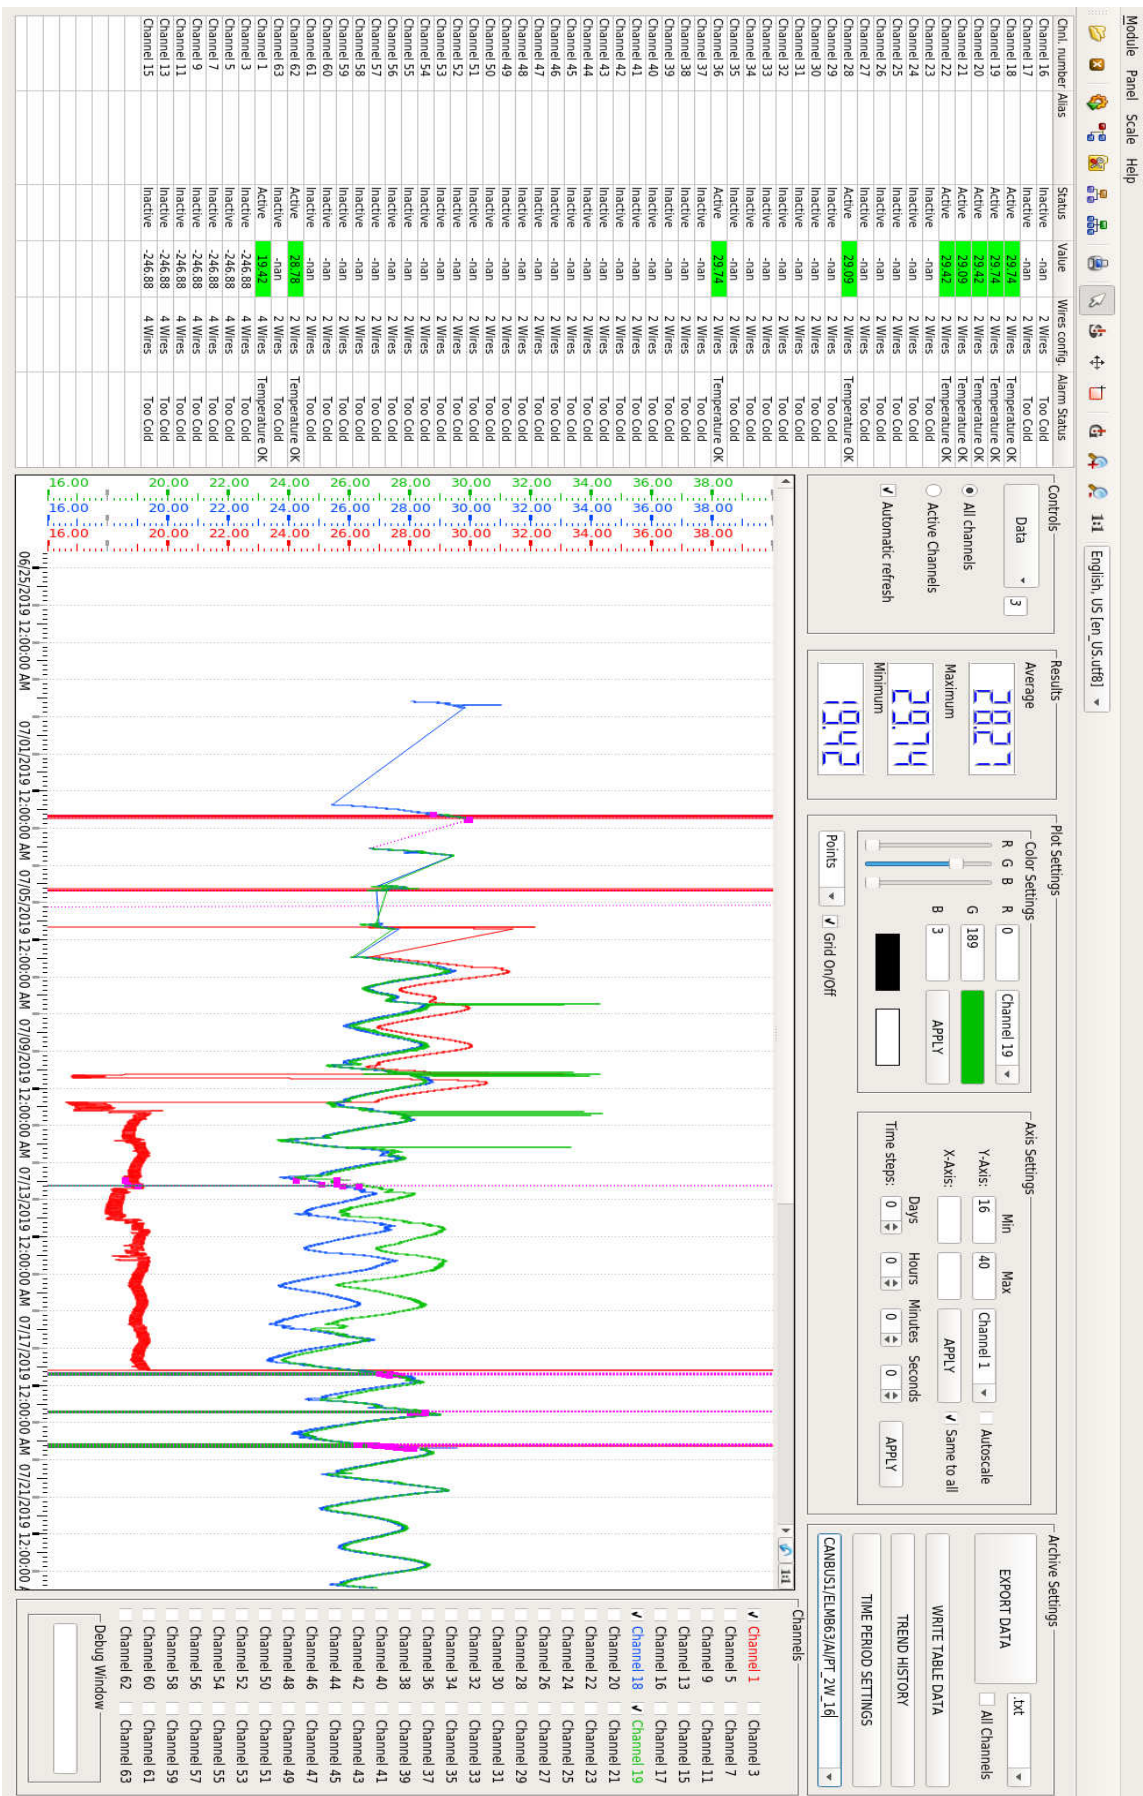 Module Panel Scale Help
1:1 English, US [en_US.utf8]
Chnl. number Alias Status Value Wires config. Alarm Status
Channel 16 Inactive -nan 2 Wires Too Cold
Channel 17 Inactive -nan 2 Wires Too Cold
Channel 18 Active 29.74 2 Wires Temperature OK
Channel 19 Active 29.74 2 Wires Temperature OK
Channel 20 Active 29.42 2 Wires Temperature OK
Channel 21 Active 29.09 2 Wires Temperature OK
Channel 22 Active 29.42 2 Wires Temperature OK
Channel 23 Inactive -nan 2 Wires Too Cold
Channel 24 Inactive -nan 2 Wires Too Cold
Channel 25 Inactive -nan 2 Wires Too Cold
Channel 26 Inactive -nan 2 Wires Too Cold
Channel 27 Inactive -nan 2 Wires Too Cold
Channel 28 Active 29.09 2 Wires Temperature OK
Channel 29 Inactive -nan 2 Wires Too Cold
Channel 30 Inactive -nan 2 Wires Too Cold
Channel 31 Inactive -nan 2 Wires Too Cold
Channel 32 Inactive -nan 2 Wires Too Cold
Channel 33 Inactive -nan 2 Wires Too Cold
Channel 34 Inactive -nan 2 Wires Too Cold
Channel 35 Inactive -nan 2 Wires Too Cold
Channel 36 Active 29.74 2 Wires Temperature OK
Channel 37 Inactive -nan 2 Wires Too Cold
Channel 38 Inactive -nan 2 Wires Too Cold
Channel 39 Inactive -nan 2 Wires Too Cold
Channel 40 Inactive -nan 2 Wires Too Cold
Channel 41 Inactive -nan 2 Wires Too Cold
Channel 42 Inactive -nan 2 Wires Too Cold
Channel 43 Inactive -nan 2 Wires Too Cold
Channel 44 Inactive -nan 2 Wires Too Cold
Channel 45 Inactive -nan 2 Wires Too Cold
Channel 46 Inactive -nan 2 Wires Too Cold
Channel 47 Inactive -nan 2 Wires Too Cold
Channel 48 Inactive -nan 2 Wires Too Cold
Channel 49 Inactive -nan 2 Wires Too Cold
Channel 50 Inactive -nan 2 Wires Too Cold
Channel 51 Inactive -nan 2 Wires Too Cold
Channel 52 Inactive -nan 2 Wires Too Cold
Channel 53 Inactive -nan 2 Wires Too Cold
Channel 54 Inactive -nan 2 Wires Too Cold
Channel 55 Inactive -nan 2 Wires Too Cold
Channel 56 Inactive -nan 2 Wires Too Cold
Channel 57 Inactive -nan 2 Wires Too Cold
Channel 58 Inactive -nan 2 Wires Too Cold
Channel 59 Inactive -nan 2 Wires Too Cold
Channel 60 Inactive -nan 2 Wires Too Cold
Channel 61 Inactive -nan 2 Wires Too Cold
Channel 62 Active 28.78 2 Wires Temperature OK
Channel 63 Inactive -nan 2 Wires Too Cold
Channel 1 Active 19.42 4 Wires Temperature OK
Channel 3 Inactive -246.88 4 Wires Too Cold
Channel 5 Inactive -246.88 4 Wires Too Cold
Channel 7 Inactive -246.88 4 Wires Too Cold
Channel 9 Inactive -246.88 4 Wires Too Cold
Channel 11 Inactive -246.88 4 Wires Too Cold
Channel 13 Inactive -246.88 4 Wires Too Cold
Channel 15 Inactive -246.88 4 Wires Too Cold
Controls
Data 3
All channels
Active Channels
Automatic refresh
Results
Average
28.27
Maximum
29.74
Minimum
19.42
Plot Settings
Color Settings
R G B R 0 Channel 19
G 189
B 3 APPLY
Points Grid On/Off
Axis Settings
Min Max
Y-Axis: 16 40 Channel 1 Autoscale
X-Axis: APPLY Same to all
Days Hours Minutes Seconds
Time steps: 0 0 0 0 APPLY
Archive Settings
EXPORT DATA .txt
All Channels
WRITE TABLE DATA
TREND HISTORY
TIME PERIOD SETTINGS
CANBUS1/ELMB63/AI/PT_2W_16
1:1
38.00 38.00 38.00
36.00 36.00 36.00
34.00 34.00 34.00
32.00 32.00 32.00
30.00 30.00 30.00
28.00 28.00 28.00
26.00 26.00 26.00
24.00 24.00 24.00
22.00 22.00 22.00
20.00 20.00 20.00
16.00 16.00 16.00
06/25/2019 12:00:00 AM 07/01/2019 12:00:00 AM 07/05/2019 12:00:00 AM 07/09/2019 12:00:00 AM 07/13/2019 12:00:00 AM 07/17/2019 12:00:00 AM 07/21/2019 12:00:00 A
Channels
Channel 1 Channel 3
Channel 5 Channel 7
Channel 9 Channel 11
Channel 13 Channel 15
Channel 16 Channel 17
Channel 18 Channel 19
Channel 20 Channel 21
Channel 22 Channel 23
Channel 24 Channel 25
Channel 26 Channel 27
Channel 28 Channel 29
Channel 30 Channel 31
Channel 32 Channel 33
Channel 34 Channel 35
Channel 36 Channel 37
Channel 38 Channel 39
Channel 40 Channel 41
Channel 42 Channel 43
Channel 44 Channel 45
Channel 46 Channel 47
Channel 48 Channel 49
Channel 50 Channel 51
Channel 52 Channel 53
Channel 54 Channel 55
Channel 56 Channel 57
Channel 58 Channel 59
Channel 60 Channel 61
Channel 62 Channel 63
Debug Window